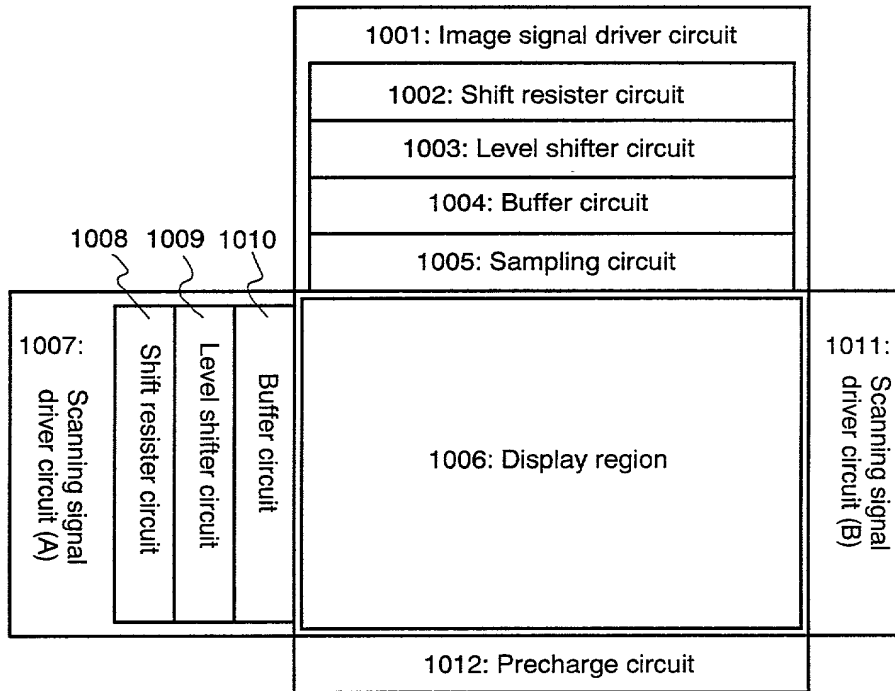 1001: Image signal driver circuit
1002: Shift resister circuit
1003: Level shifter circuit
1004: Buffer circuit
1005: Sampling circuit
1008 1009 1010
1007:
Scanning signal
driver circuit (A)
Shift resister circuit
Level shifter circuit
Buffer circuit
1006: Display region
1011:
Scanning signal
driver circuit (B)
1012: Precharge circuit